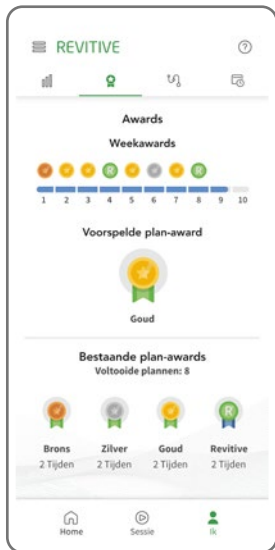 REVITIVE
Awards
Weekawards
R R
1 2 3 4 5 6 7 8 9 10
Voorspelde plan-award
Goud
Bestaande plan-awards
Voltooide plannen: 8
R
Brons Zilver Goud Revitive
2 Tijden 2 Tijden 2 Tijden 2 Tijden
Home Sessie Ik